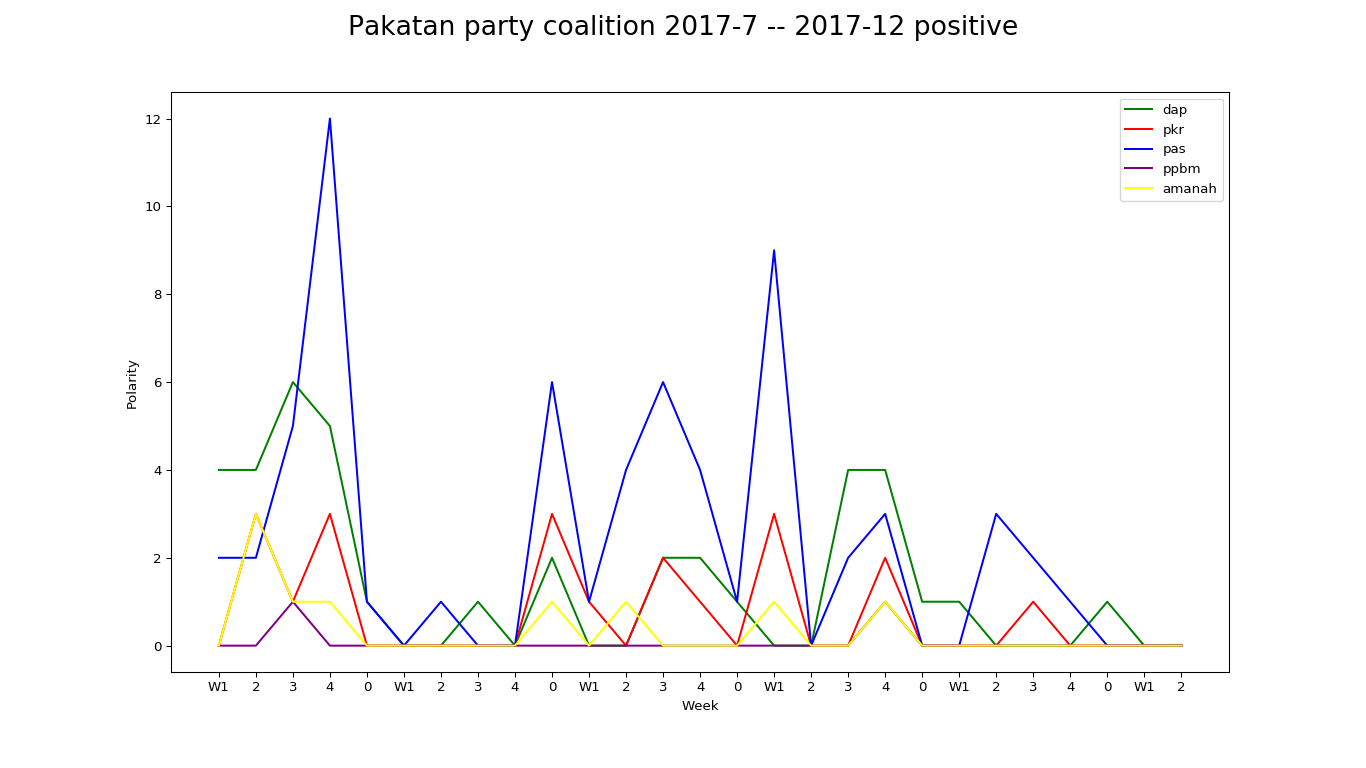 Pakatan party coalition 2017-7 -- 2017-12 positive
dap
pkr
pas
ppbm
amanah
12
10
8
6
4
2
0
Polarity
W1 2 3 4 0 W1 2 3 4 0 W1 2 3 4 0 W1 2 3 4 0 W1 2 3 4 0 W1 2
Week